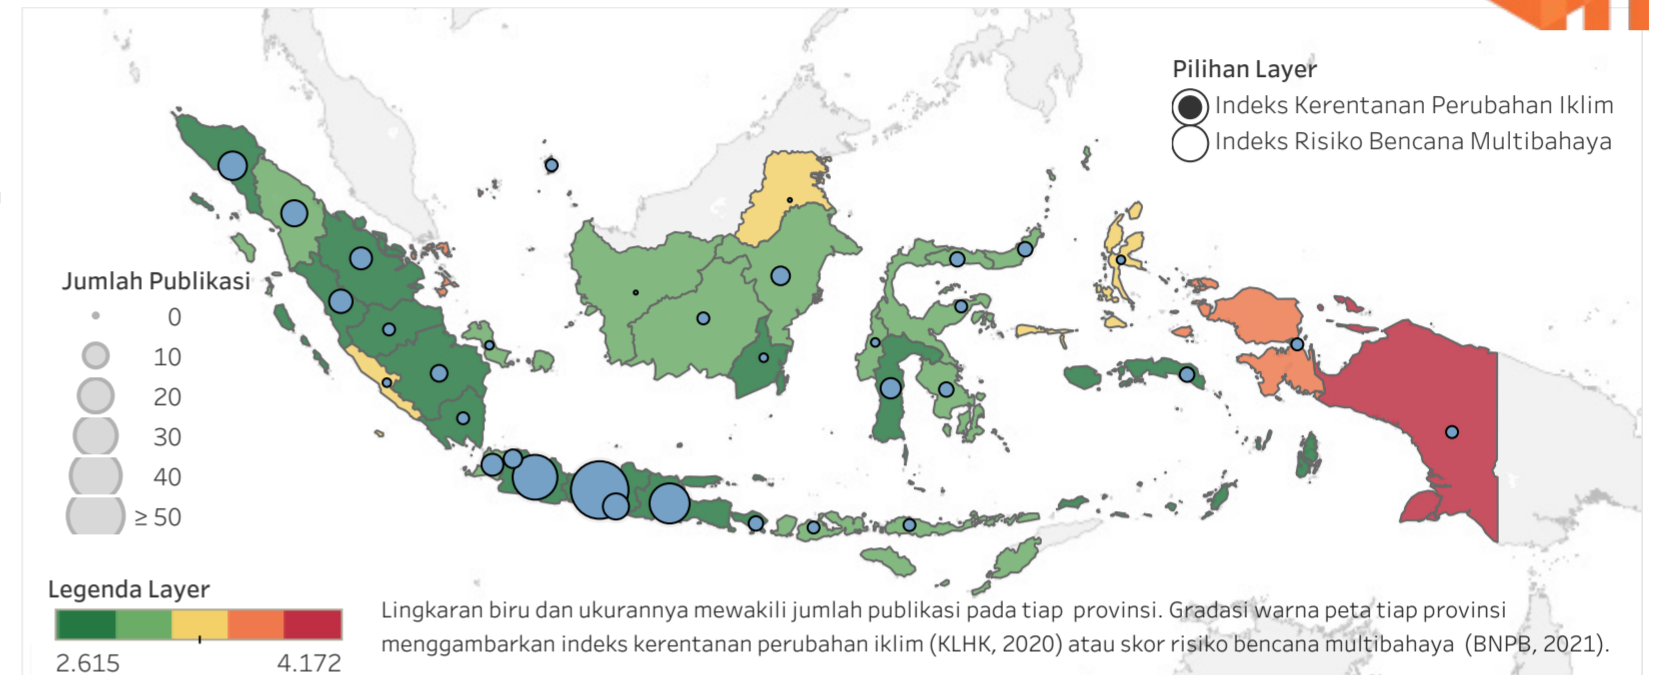 Pilihan Layer
Indeks Kerentanan Perubahan Iklim
Indeks Risiko Bencana Multibahaya
Jumlah Publikasi
0
10
20
30
40
≥ 50
Legenda Layer
2.615 4.172
Lingkaran biru dan ukurannya mewakili jumlah publikasi pada tiap provinsi. Gradasi warna peta tiap provinsi
menggambarkan indeks kerentanan perubahan iklim (KLHK, 2020) atau skor risiko bencana multibahaya (BNPB, 2021).